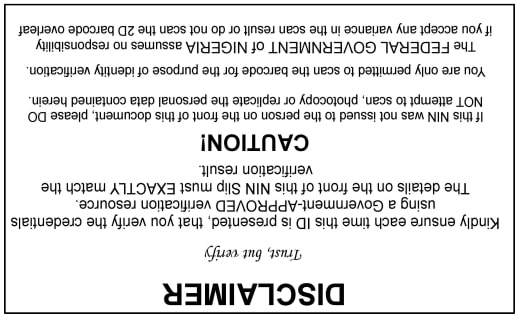 DISCLAIMER
Trust, but verify
Kindly ensure each time this ID is presented, that you verify the credentials
using a Government-APPROVED verification resource.
The details on the front of this NIN Slip must EXACTLY match the
verification result.
CAUTION!
If this NIN was not issued to the person on the front of this document, please DO
NOT attempt to scan, photocopy or replicate the personal data contained herein.
You are only permitted to scan the barcode for the purpose of identity verification.
The FEDERAL GOVERNMENT of NIGERIA assumes no responsibility
if you accept any variance in the scan result or do not scan the 2D barcode overleaf